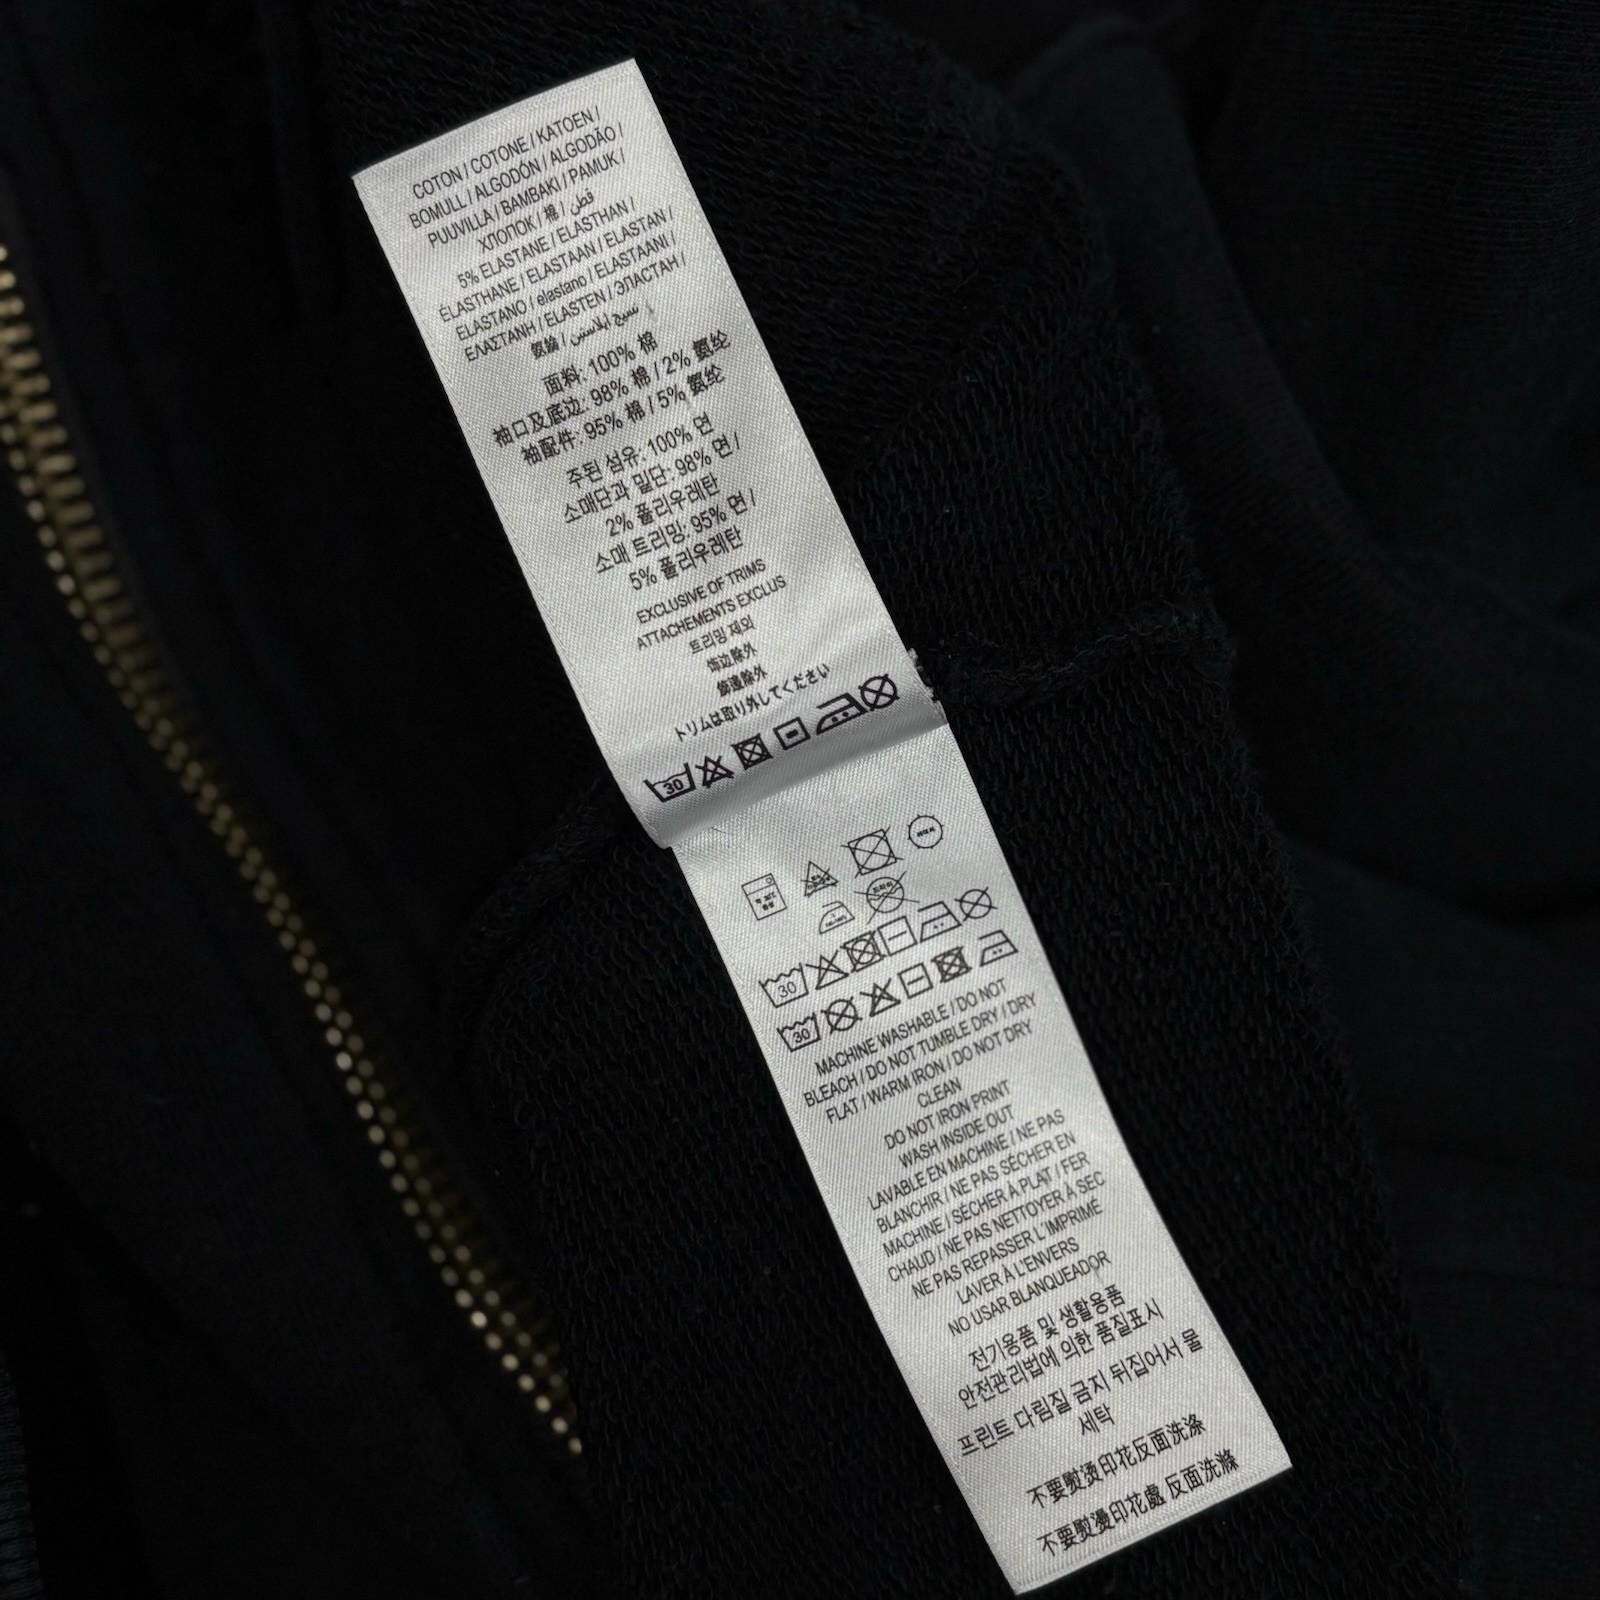 COTON / COTONE / KATOEN /
BOMULL / ALGODÓN / ALGODÃO /
PUUVILLA / BAMBAKI / PAMUK /
ХЛОПОК / 棉 / قطن
5% ELASTANE / ELASTHAN /
ÉLASTHANE / ELASTAAN / ELASTAN /
ELASTANO / elastano / ELASTAANI /
ΕΛΑΣΤΑΝΗ / ELASTEN / ЭЛАСТАН /
氨綸 /
面料: 100% 棉
袖口及底边: 98% 棉 / 2% 氨纶
袖配件: 95% 棉 / 5% 氨纶
주된 섬유: 100% 면
소매단과 밑단: 98% 면 /
2% 폴리우레탄
소매 트리밍: 95% 면 /
5% 폴리우레탄
EXCLUSIVE OF TRIMS
ATTACHEMENTS EXCLUS
트리밍 제외
饰边除外
飾邊除外
トリムは取り外してください
30
30
30
MACHINE WASHABLE / DO NOT
BLEACH / DO NOT TUMBLE DRY / DRY
FLAT / WARM IRON / DO NOT DRY
CLEAN
DO NOT IRON PRINT
WASH INSIDE OUT
LAVABLE EN MACHINE / NE PAS
BLANCHIR / NE PAS SÉCHER EN
MACHINE / SÉCHER À PLAT / FER
CHAUD / NE PAS NETTOYER À SEC
NE PAS REPASSER L'IMPRIMÉ
LAVER À L'ENVERS
NO USAR BLANQUEADOR
전기용품 및 생활용품
안전관리법에 의한 품질표시
프린트 다림질 금지 뒤집어서 물
세탁
不要熨烫印花反面洗涤
不要熨燙印花處 反面洗滌